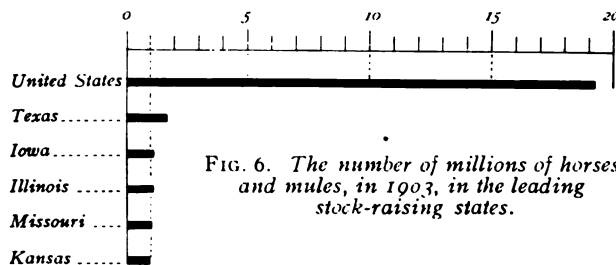 0 5 10 15 20
United States
Texas
Iowa
Illinois
Missouri
Kansas
FIG. 6. The number of millions of horses
and mules, in 1903, in the leading
stock-raising states.